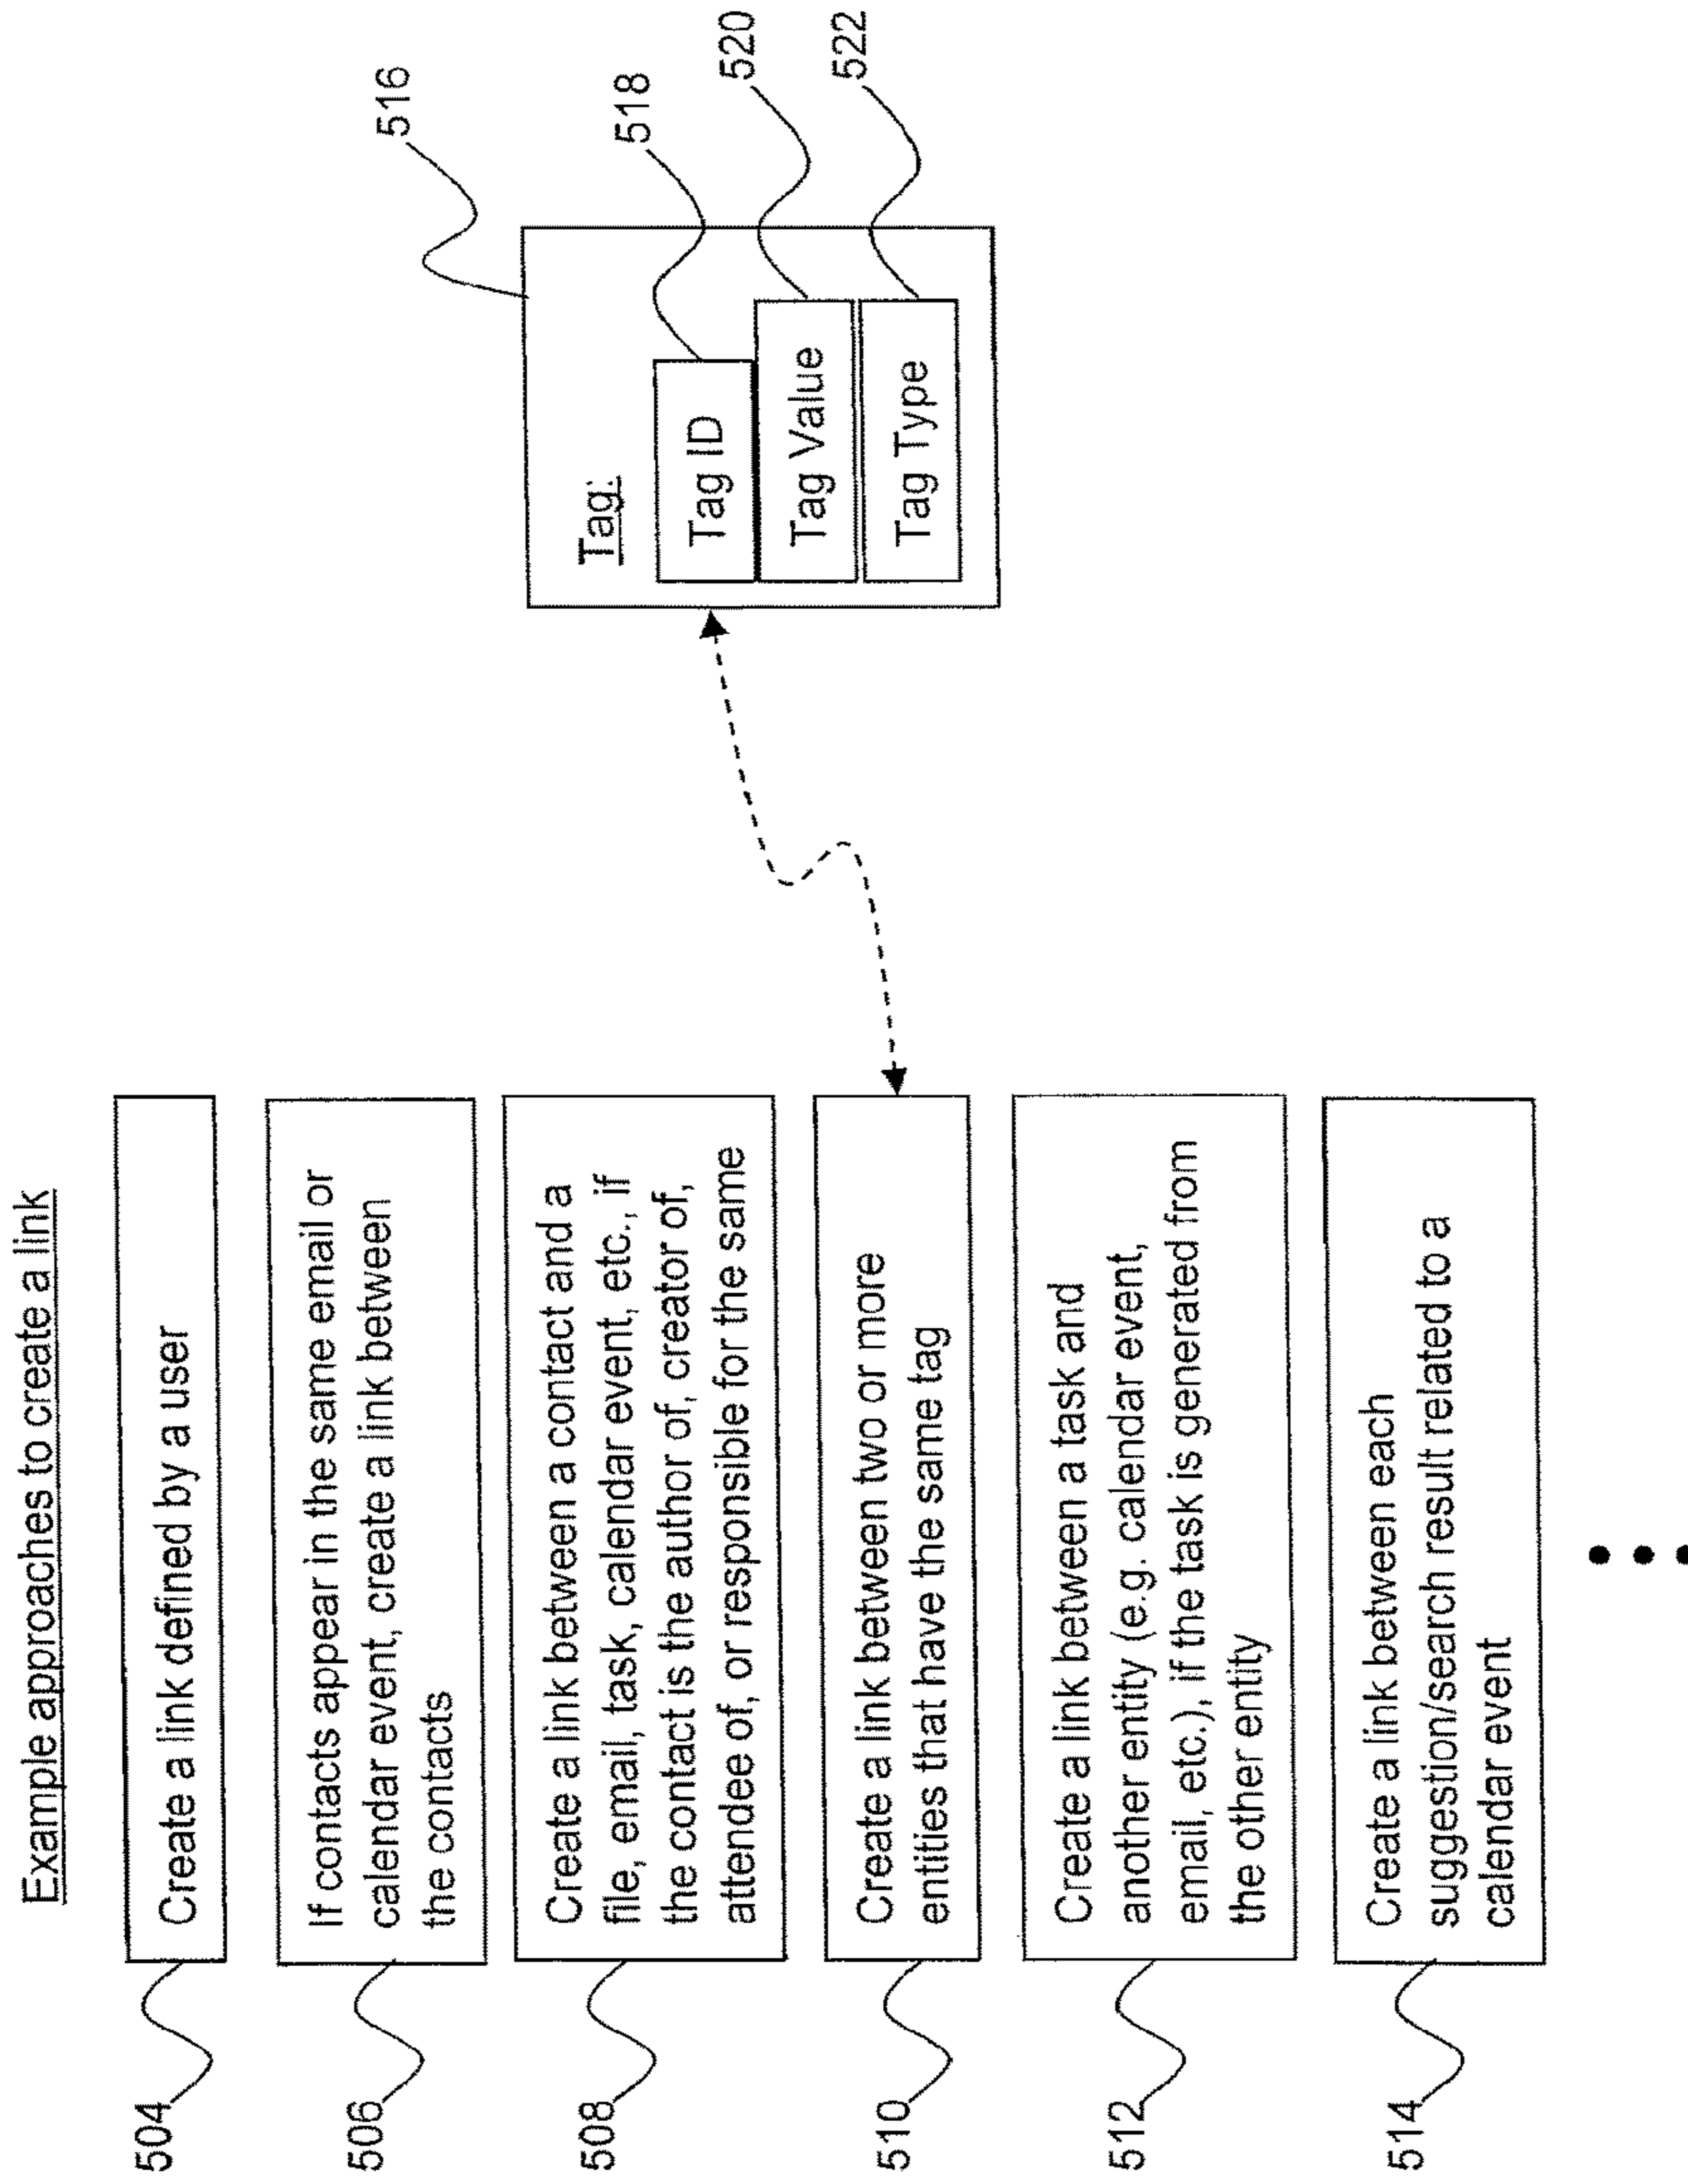 Example approaches to create a link
504
Create a link defined by a user
506
If contacts appear in the same email or
calendar event, create a link between
the contacts
508
Create a link between a contact and a
file, email, task, calendar event, etc., if
the contact is the author of, creator of,
attendee of, or responsible for the same
510
Create a link between two or more
entities that have the same tag
512
Create a link between a task and
another entity (e.g. calendar event,
email, etc.), if the task is generated from
the other entity
514
Create a link between each
suggestion/search result related to a
calendar event
516
Tag:
Tag ID
518
Tag Value
520
Tag Type
522